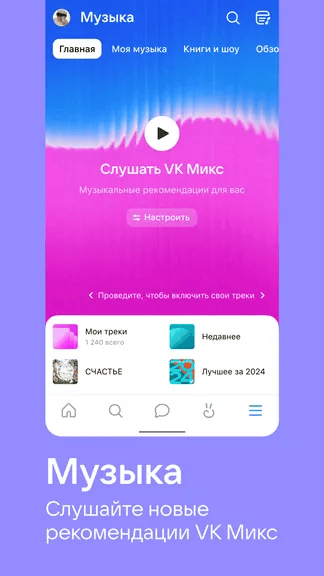 Музыка
Главная Моя музыка Книги и шоу Обзо
Слушать VK Микс
Музыкальные рекомендации для вас
Настроить
Проведите, чтобы включить свои треки
Мои треки
1 240 всего
Недавнее
СЧАСТЬЕ
24
Лучшее за 2024
Музыка
Слушайте новые
рекомендации VK Микс